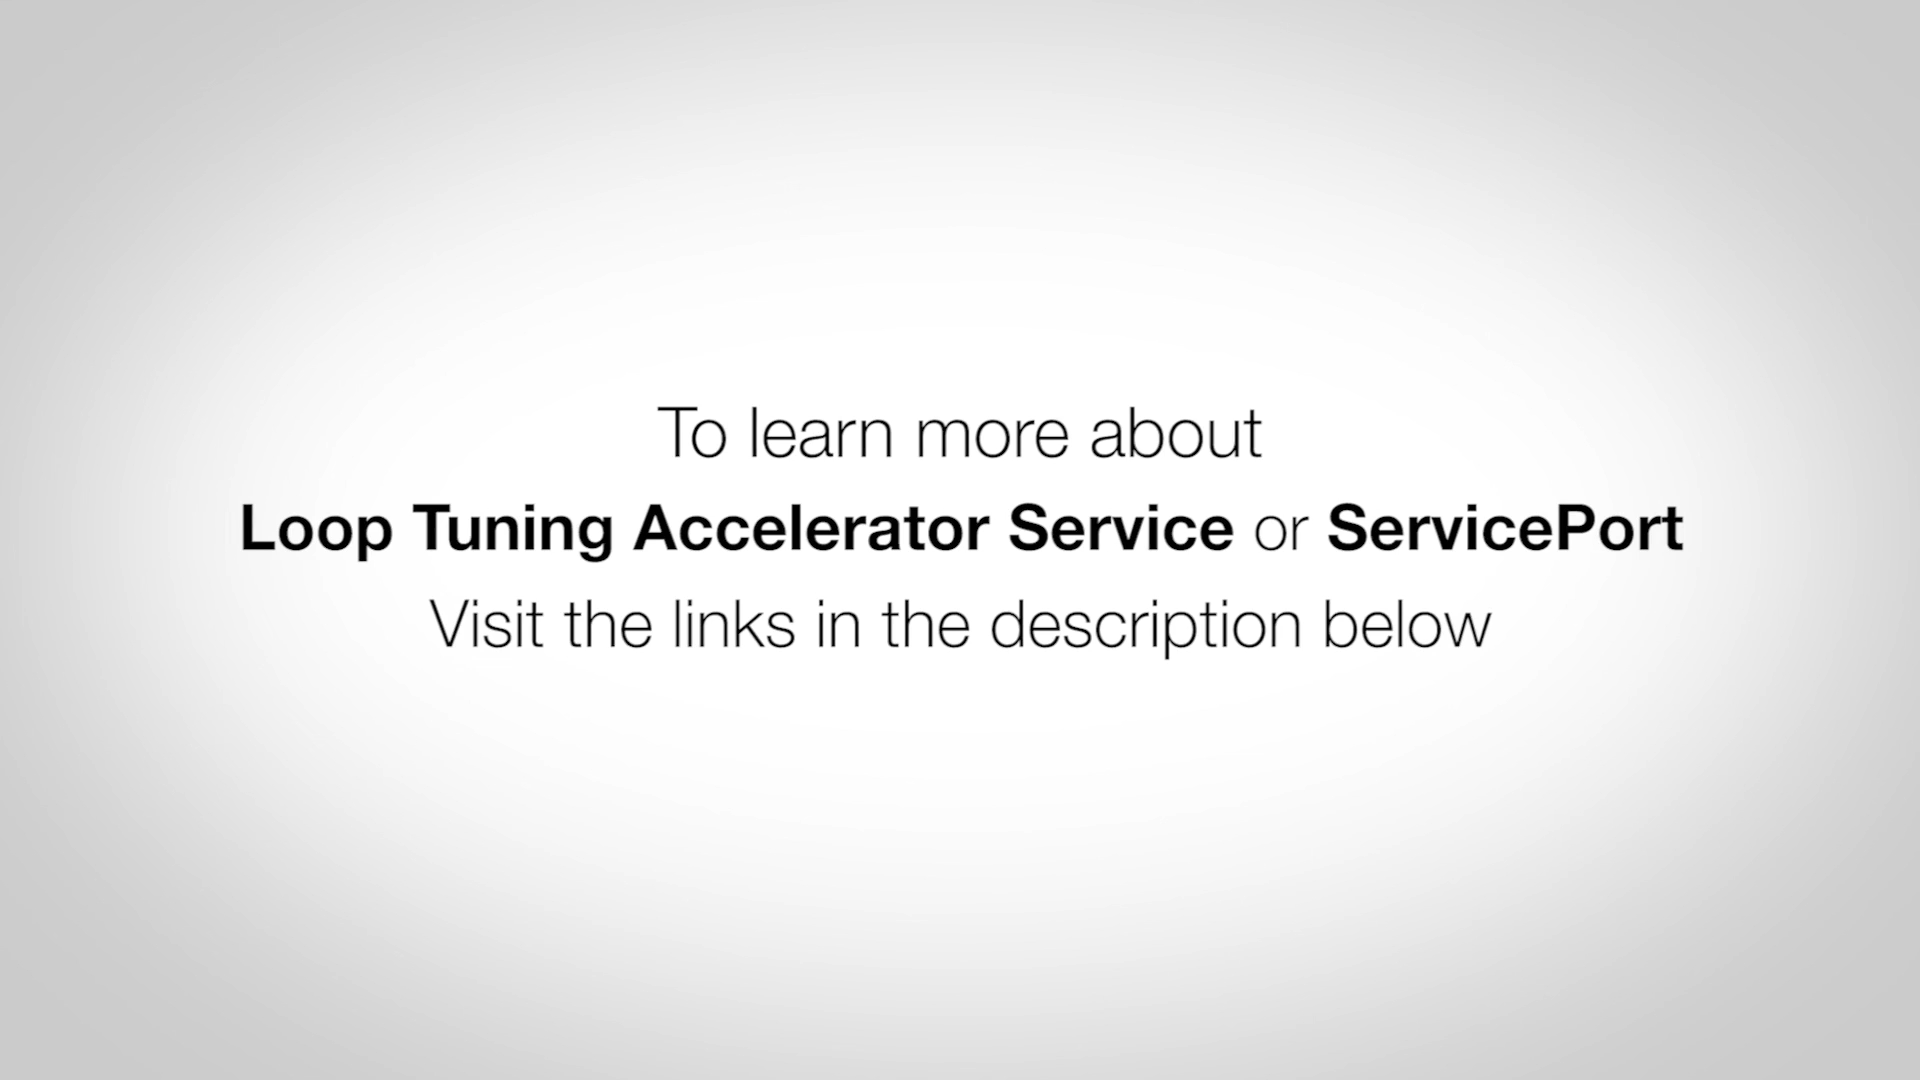 To learn more about
Loop Tuning Accelerator Service or ServicePort
Visit the links in the description below